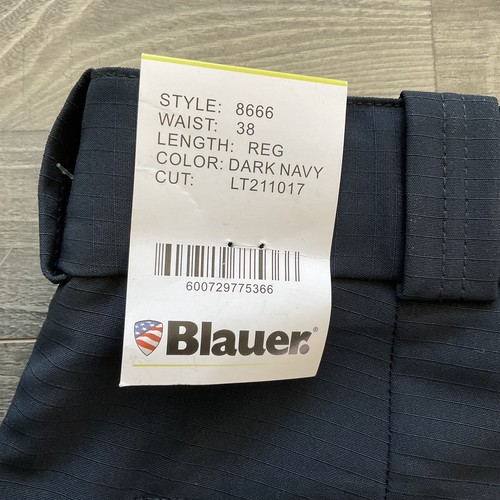 STYLE: 8666
WAIST: 38
LENGTH: REG
COLOR: DARK NAVY
CUT: LT211017
600729775366
Blauer.®